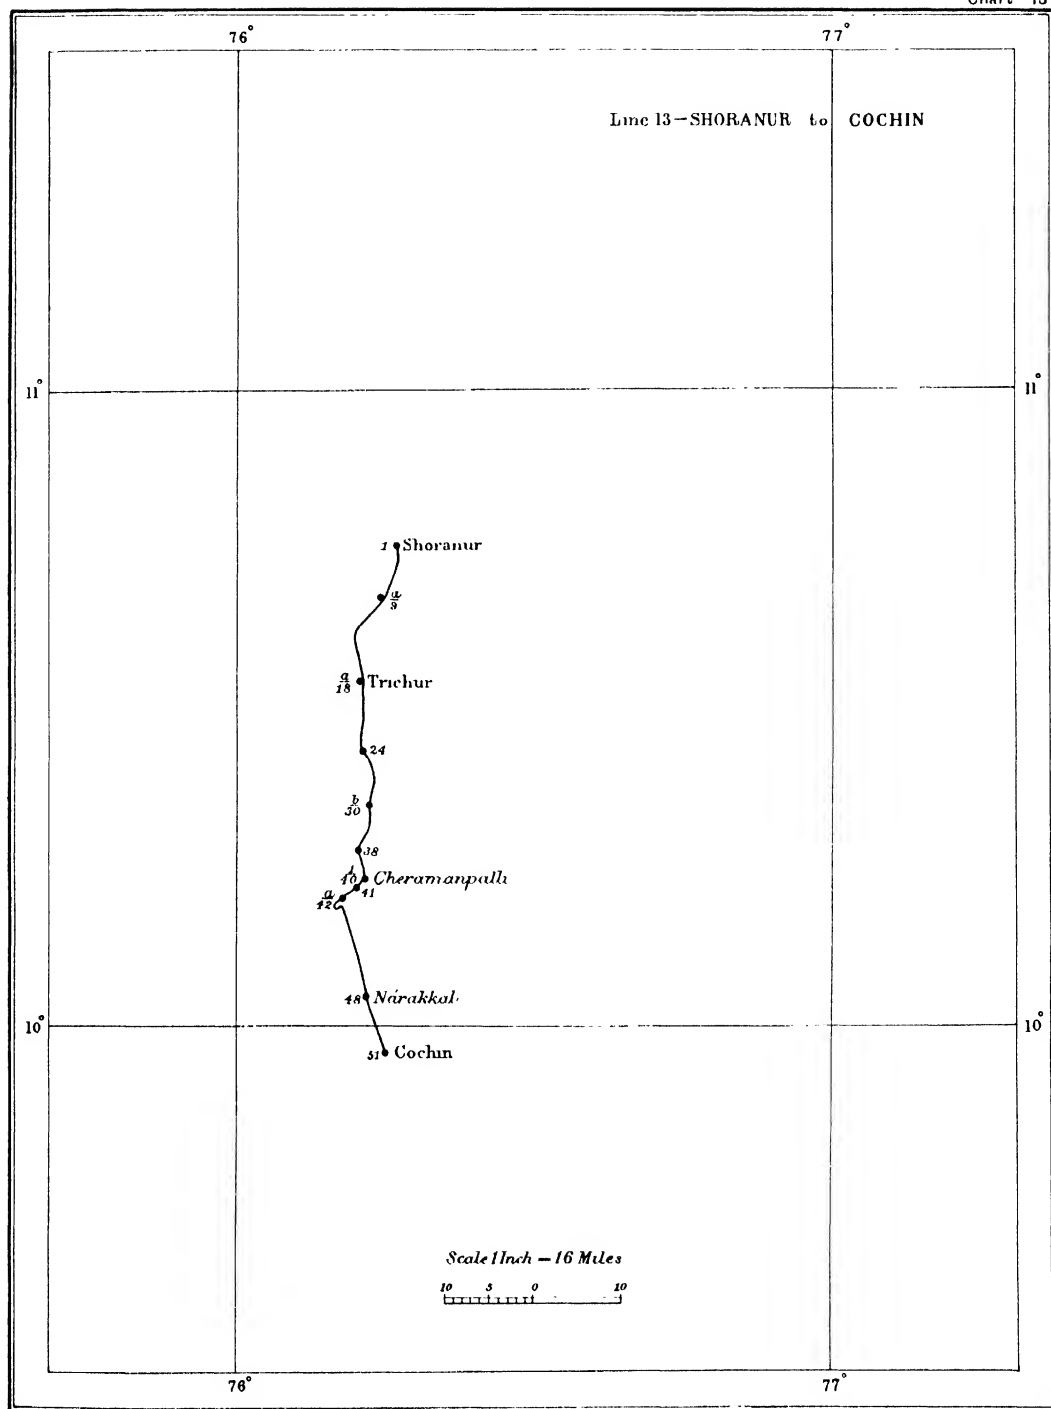 Chart 13
76° 77°
Line 13–SHORANUR to COCHIN
11° 11°
1 Shoranur
a/9
a/18 Trichur
24
b/30
38
40 Cheramanpalli
41
a/42
48 Nárakkal
10° 10°
51 Cochin
Scale 1 Inch = 16 Miles
10 5 0 10
76° 77°